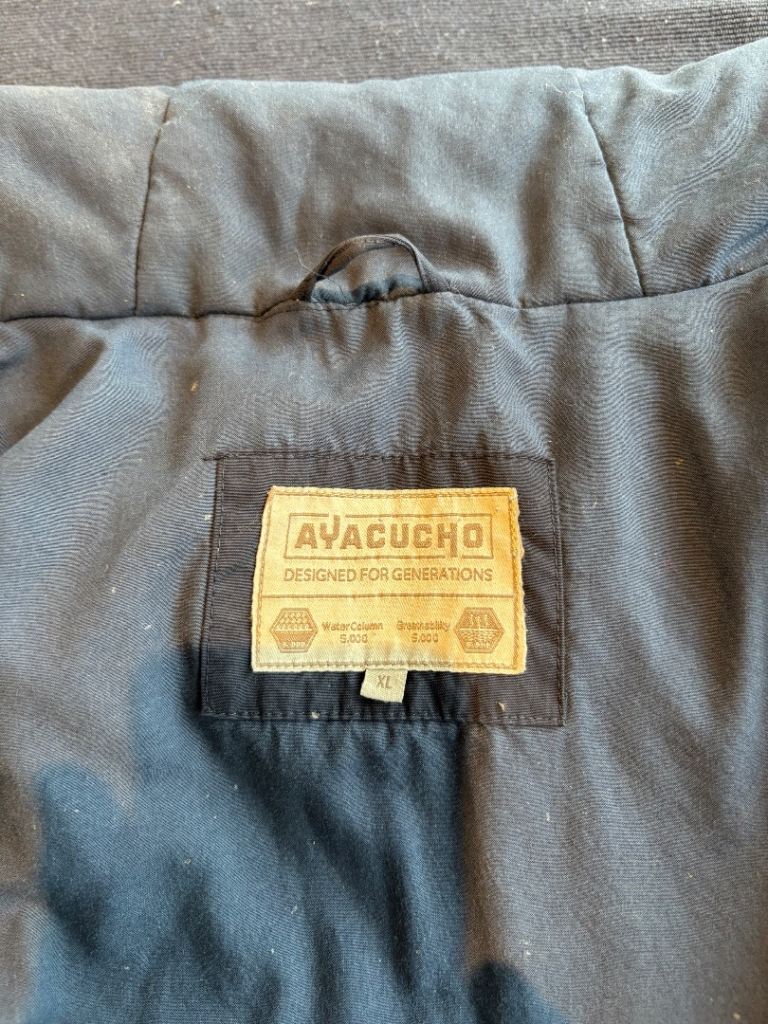 AYACUCHO
DESIGNED FOR GENERATIONS
Water Column Breathability
5.000 5.000
XL